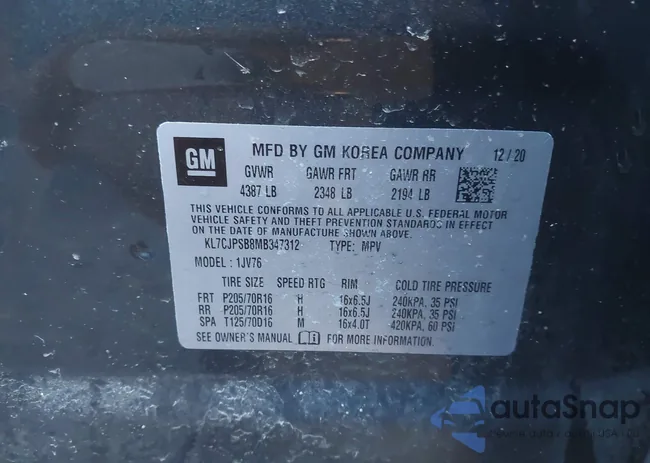 GM MFD BY GM KOREA COMPANY 12/20
GVWR GAWR FRT GAWR RR
4387 LB 2348 LB 2194 LB
THIS VEHICLE CONFORMS TO ALL APPLICABLE U.S. FEDERAL MOTOR
VEHICLE SAFETY AND THEFT PREVENTION STANDARDS IN EFFECT
ON THE DATE OF MANUFACTURE SHOWN ABOVE.
KL7CJPSB8MB347312 TYPE: MPV
MODEL : 1JV76
TIRE SIZE SPEED RTG RIM COLD TIRE PRESSURE
FRT P205/70R16 H 16x6.5J 240KPA, 35 PSI
RR P205/70R16 H 16x6.5J 240KPA, 35 PSI
SPA T125/70D16 M 16x4.0T 420KPA, 60 PSI
SEE OWNER'S MANUAL FOR MORE INFORMATION
autaSnap